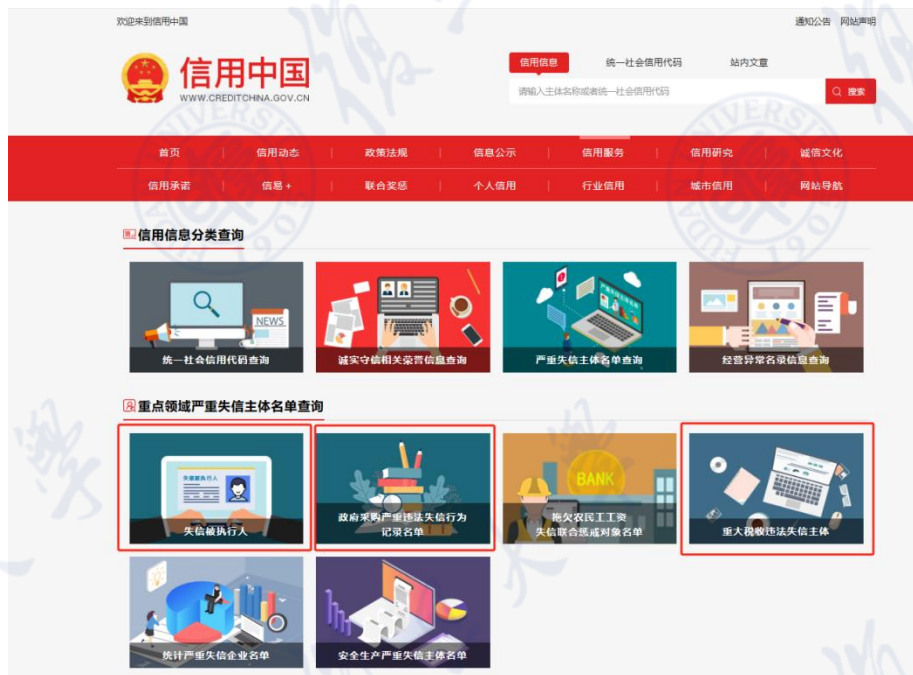 欢迎来到信用中国
通知公告 网站声明
信用中国
WWW.CREDITCHINA.GOV.CN
信用信息 统一社会信用代码 站内文章
请输入主体名称或者统一社会信用代码 搜索
首页 信用动态 政策法规 信息公示 信用服务 信用研究 诚信文化
信用承诺 信易+ 联合奖惩 个人信用 行业信用 城市信用 网站导航
信用信息分类查询
NEWS
统一社会信用代码查询
诚实守信相关荣誉信息查询
严重失信主体名单查询
经营异常名录信息查询
重点领域严重失信主体名单查询
失信被执行人
失信被执行人
政府采购严重违法失信行为
记录名单
BANK
拖欠农民工工资
失信联合惩戒对象名单
重大税收违法失信主体
统计严重失信企业名单
安全生产严重失信主体名单